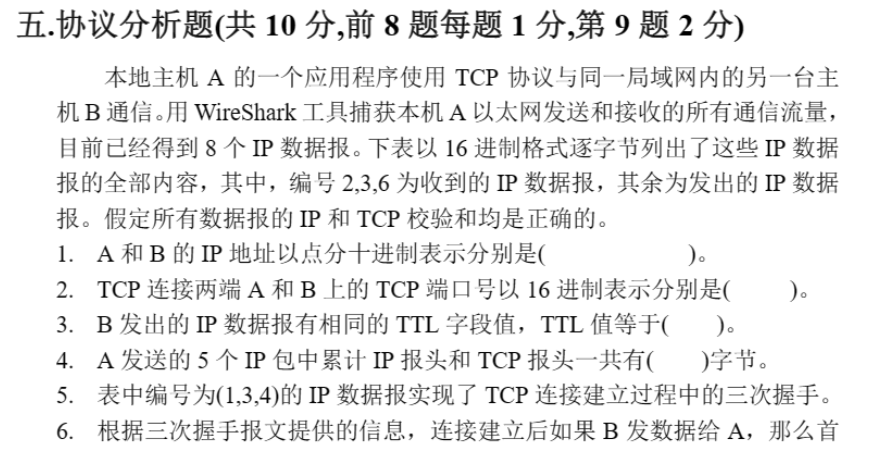 五.协议分析题(共 10 分,前 8 题每题 1 分,第 9 题 2 分)
本地主机 A 的一个应用程序使用 TCP 协议与同一局域网内的另一台主
机 B 通信。用 WireShark 工具捕获本机 A 以太网发送和接收的所有通信流量，
目前已经得到 8 个 IP 数据报。下表以 16 进制格式逐字节列出了这些 IP 数据
报的全部内容，其中，编号 2,3,6 为收到的 IP 数据报，其余为发出的 IP 数据
报。假定所有数据报的 IP 和 TCP 校验和均是正确的。
1. A 和 B 的 IP 地址以点分十进制表示分别是( )。
2. TCP 连接两端 A 和 B 上的 TCP 端口号以 16 进制表示分别是( )。
3. B 发出的 IP 数据报有相同的 TTL 字段值，TTL 值等于( )。
4. A 发送的 5 个 IP 包中累计 IP 报头和 TCP 报头一共有( )字节。
5. 表中编号为(1,3,4)的 IP 数据报实现了 TCP 连接建立过程中的三次握手。
6. 根据三次握手报文提供的信息，连接建立后如果 B 发数据给 A，那么首